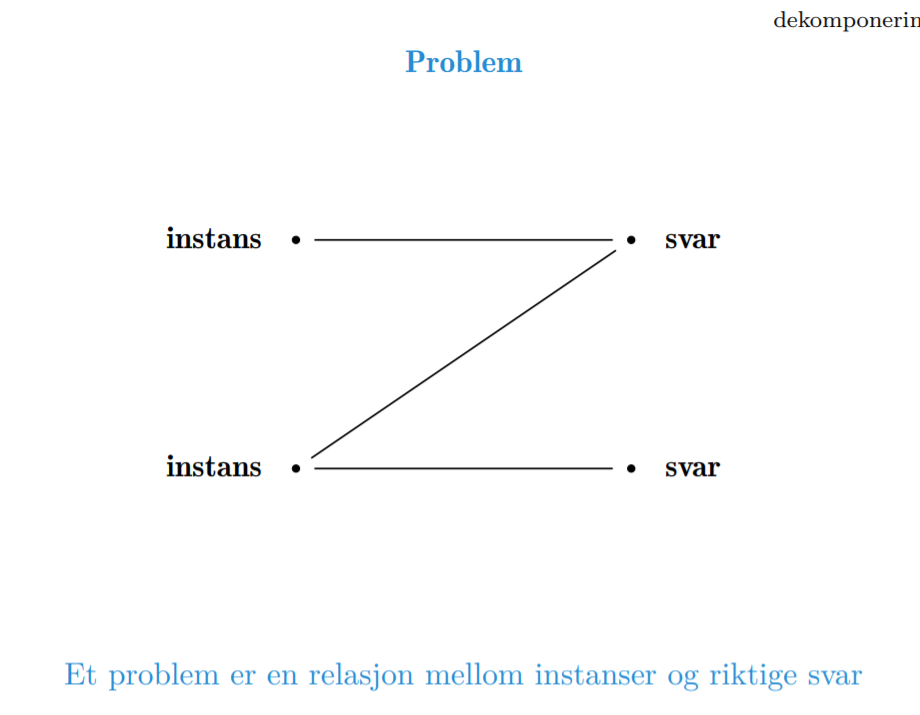 dekomponerin
Problem
instans svar
instans svar
Et problem er en relasjon mellom instanser og riktige svar